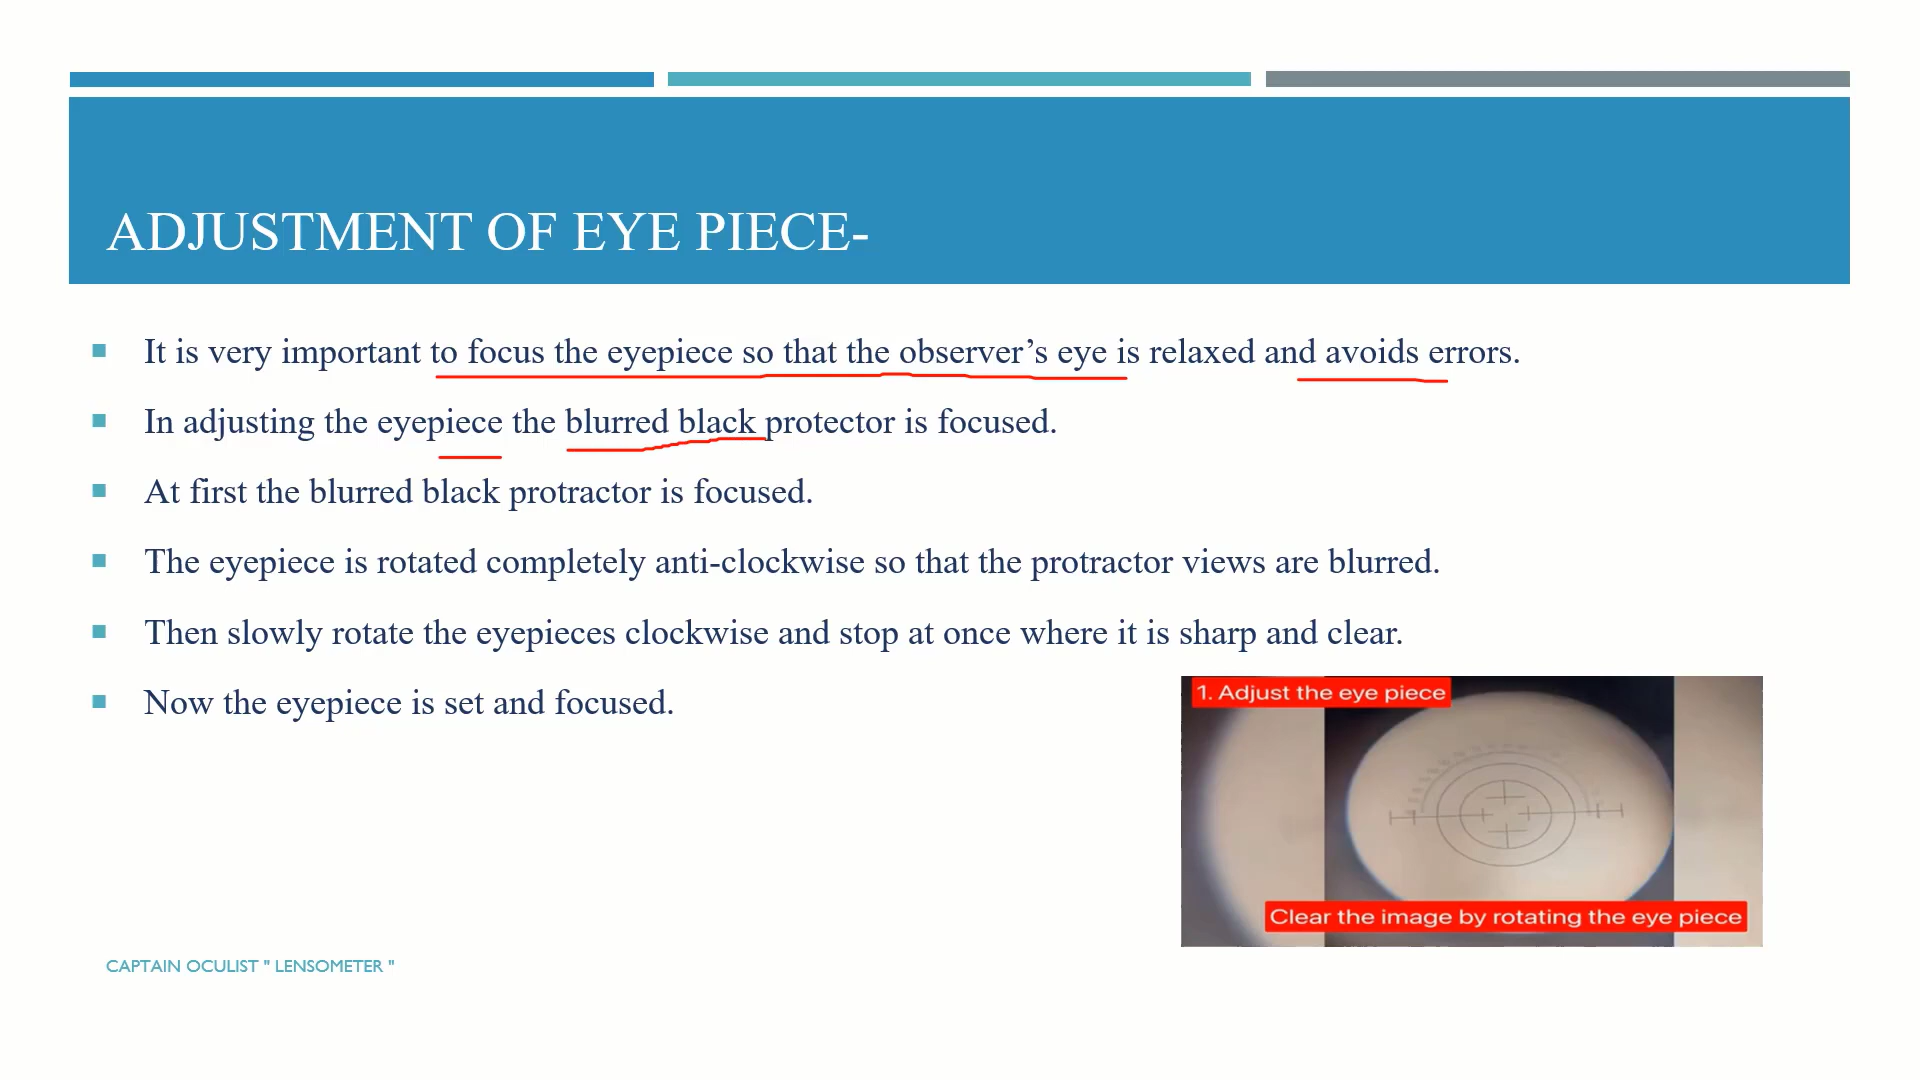 ADJUSTMENT OF EYE PIECE-
It is very important to focus the eyepiece so that the observer’s eye is relaxed and avoids errors.
In adjusting the eyepiece the blurred black protector is focused.
At first the blurred black protractor is focused.
The eyepiece is rotated completely anti-clockwise so that the protractor views are blurred.
Then slowly rotate the eyepieces clockwise and stop at once where it is sharp and clear.
Now the eyepiece is set and focused.
1. Adjust the eye piece
Clear the image by rotating the eye piece
CAPTAIN OCULIST " LENSOMETER "